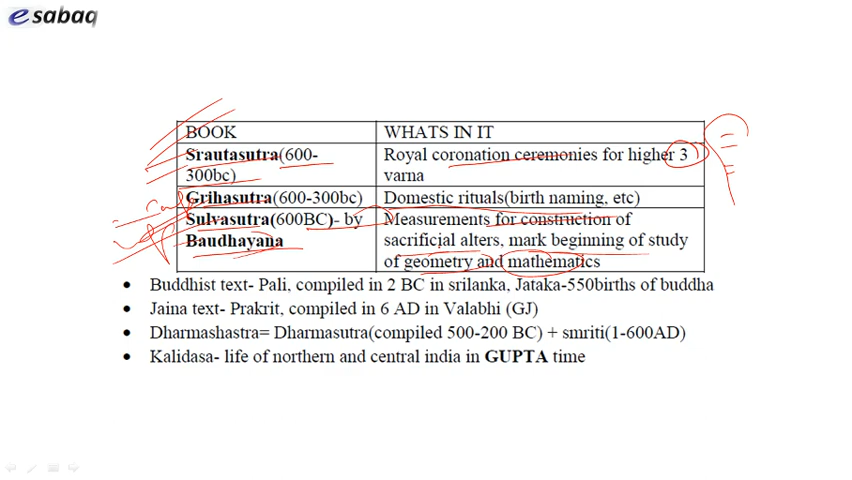 esabaq
BOOK WHATS IN IT
Srautasutra(600- Royal coronation ceremonies for higher 3
300bc) varna
Grihasutra(600-300bc) Domestic rituals(birth naming, etc)
Sulvasutra(600BC)- by Measurements for construction of
Baudhayana sacrificial alters, mark beginning of study
of geometry and mathematics
• Buddhist text- Pali, compiled in 2 BC in srilanka, Jataka-550births of buddha
• Jaina text- Prakrit, compiled in 6 AD in Valabhi (GJ)
• Dharmashastra= Dharmasutra(compiled 500-200 BC) + smriti(1-600AD)
• Kalidasa- life of northern and central india in GUPTA time